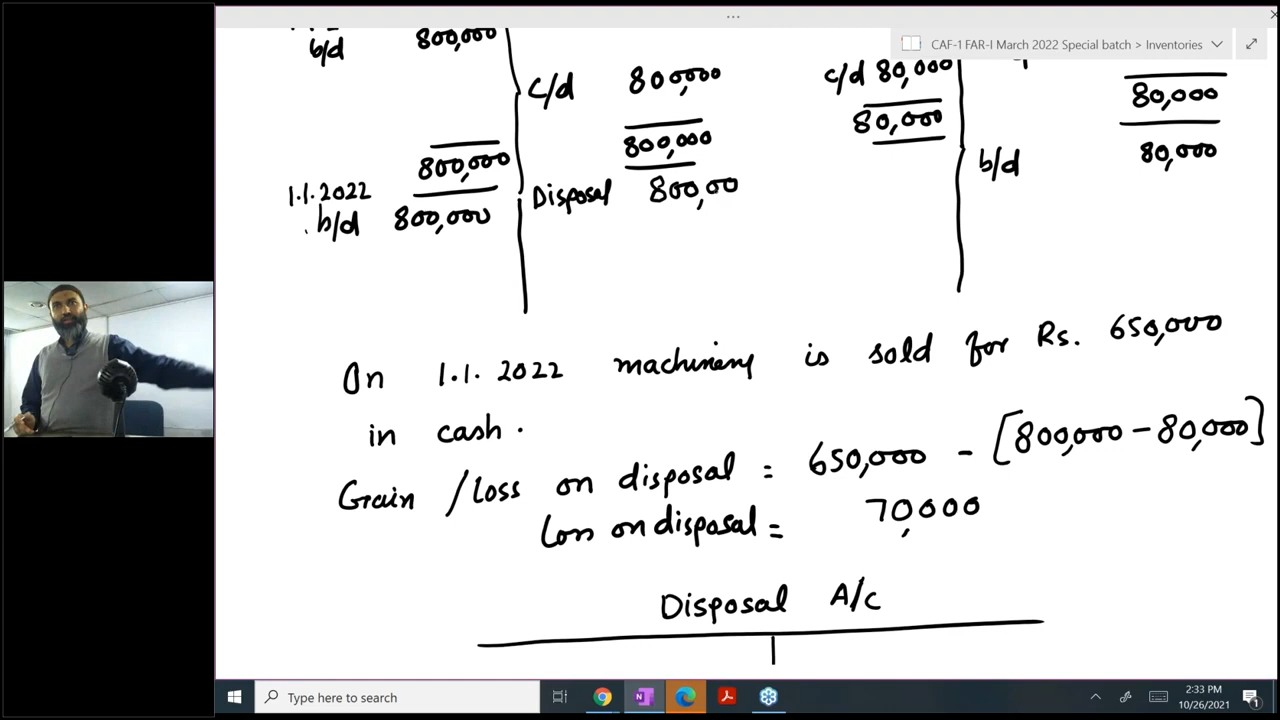 CAF-1 FAR-I March 2022 Special batch > Inventories
b/d 800,000
c/d 800,000
c/d 80,000
80,000
80,000
800,000
800,000
b/d 80,000
1.1.2022
b/d 800,000
Disposal 800,00
On 1.1.2022 machinery is sold for Rs. 650,000
in cash.
Gain /loss on disposal = 650,000 - [800,000 - 80,000]
Loss on disposal = 70,000
Disposal A/c
Type here to search
2:33 PM
10/26/2021
1